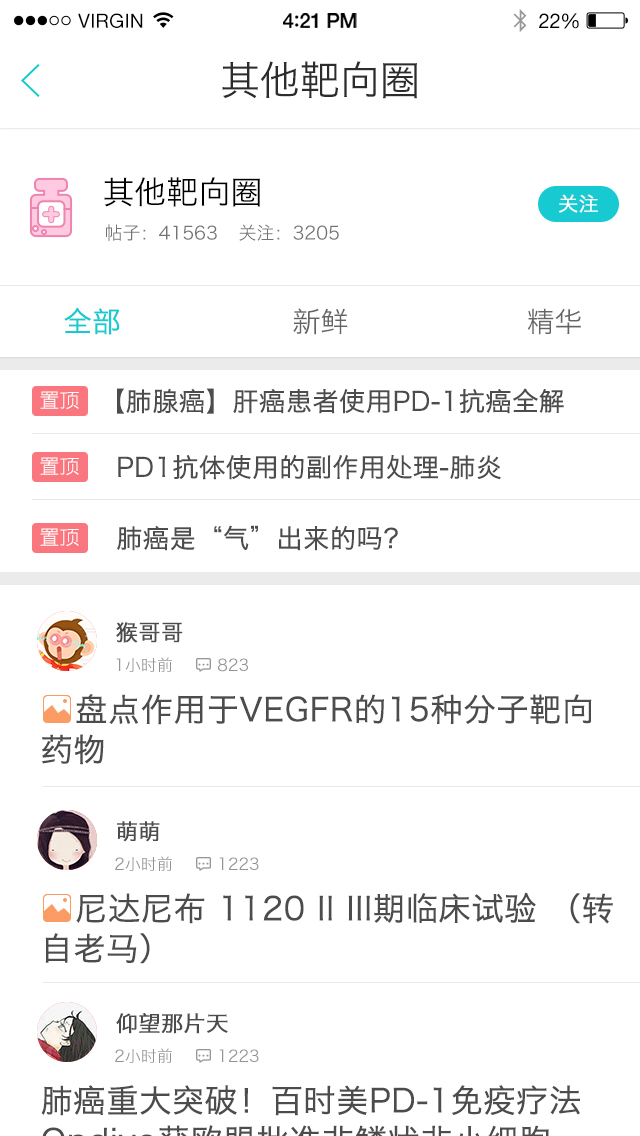 VIRGIN 4:21 PM 22%
其他靶向圈
其他靶向圈
关注
帖子：41563 关注：3205
全部 新鲜 精华
置顶 【肺腺癌】肝癌患者使用PD-1抗癌全解
置顶 PD1抗体使用的副作用处理-肺炎
置顶 肺癌是“气”出来的吗?
猴哥哥
1小时前 823
盘点作用于VEGFR的15种分子靶向
药物
萌萌
2小时前 1223
尼达尼布 1120 II III期临床试验 （转
自老马）
仰望那片天
2小时前 1223
肺癌重大突破！百时美PD-1免疫疗法